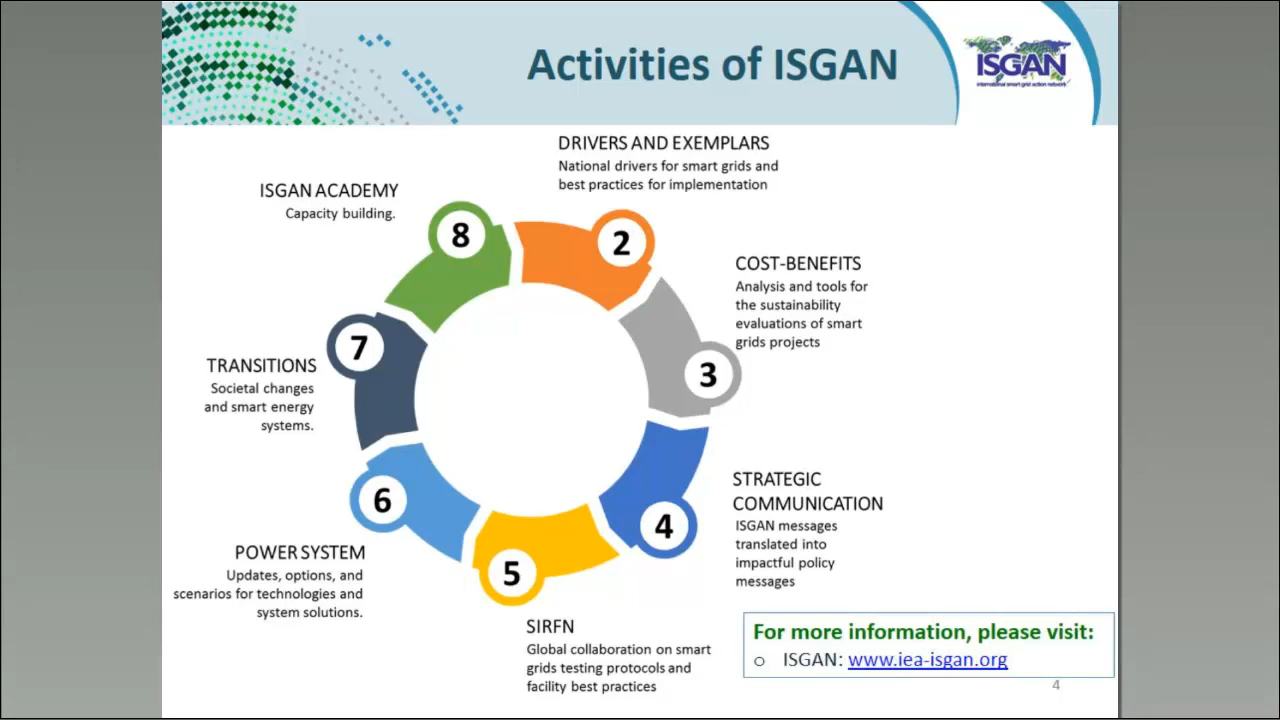 Activities of ISGAN
ISGAN
international smart grid action network
DRIVERS AND EXEMPLARS
National drivers for smart grids and
best practices for implementation
ISGAN ACADEMY
Capacity building.
8
2
COST-BENEFITS
Analysis and tools for
the sustainability
evaluations of smart
grids projects
3
7
TRANSITIONS
Societal changes
and smart energy
systems.
STRATEGIC
COMMUNICATION
ISGAN messages
translated into
impactful policy
messages
4
6
POWER SYSTEM
Updates, options, and
scenarios for technologies and
system solutions.
5
SIRFN
Global collaboration on smart
grids testing protocols and
facility best practices
For more information, please visit:
o ISGAN: www.iea-isgan.org
4